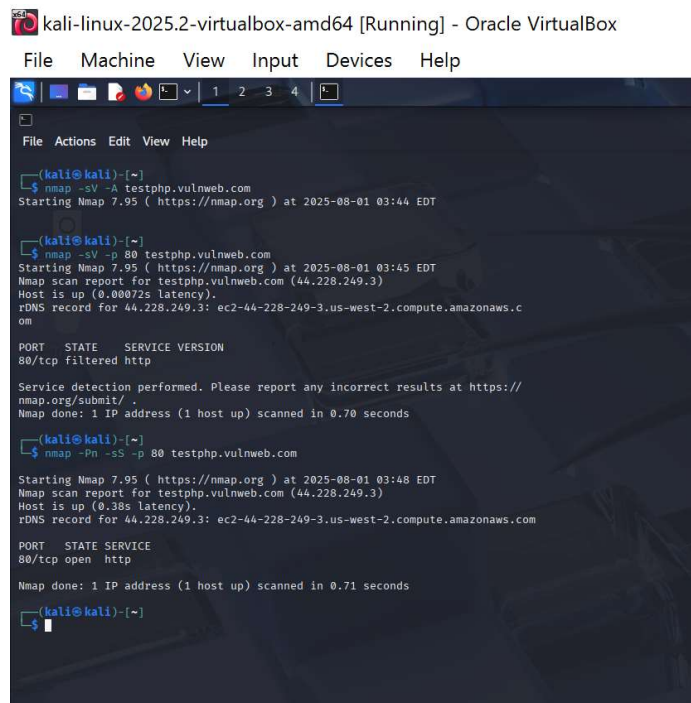 kali-linux-2025.2-virtualbox-amd64 [Running] - Oracle VirtualBox
File Machine View Input Devices Help
1 2 3 4
File Actions Edit View Help
┌──(kali㉿kali)-[~]
└─$ nmap -sV -A testphp.vulnweb.com
Starting Nmap 7.95 ( https://nmap.org ) at 2025-08-01 03:44 EDT
┌──(kali㉿kali)-[~]
└─$ nmap -sV -p 80 testphp.vulnweb.com
Starting Nmap 7.95 ( https://nmap.org ) at 2025-08-01 03:45 EDT
Nmap scan report for testphp.vulnweb.com (44.228.249.3)
Host is up (0.00072s latency).
rDNS record for 44.228.249.3: ec2-44-228-249-3.us-west-2.compute.amazonaws.c
om
PORT STATE SERVICE VERSION
80/tcp filtered http
Service detection performed. Please report any incorrect results at https://
nmap.org/submit/ .
Nmap done: 1 IP address (1 host up) scanned in 0.70 seconds
┌──(kali㉿kali)-[~]
└─$ nmap -Pn -sS -p 80 testphp.vulnweb.com
Starting Nmap 7.95 ( https://nmap.org ) at 2025-08-01 03:48 EDT
Nmap scan report for testphp.vulnweb.com (44.228.249.3)
Host is up (0.38s latency).
rDNS record for 44.228.249.3: ec2-44-228-249-3.us-west-2.compute.amazonaws.com
PORT STATE SERVICE
80/tcp open http
Nmap done: 1 IP address (1 host up) scanned in 0.71 seconds
┌──(kali㉿kali)-[~]
└─$